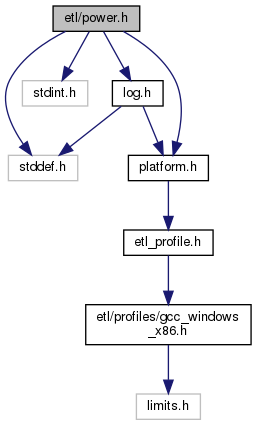 etl/power.h
stdint.h
log.h
stddef.h
platform.h
etl_profile.h
etl/profiles/gcc_windows
_x86.h
limits.h